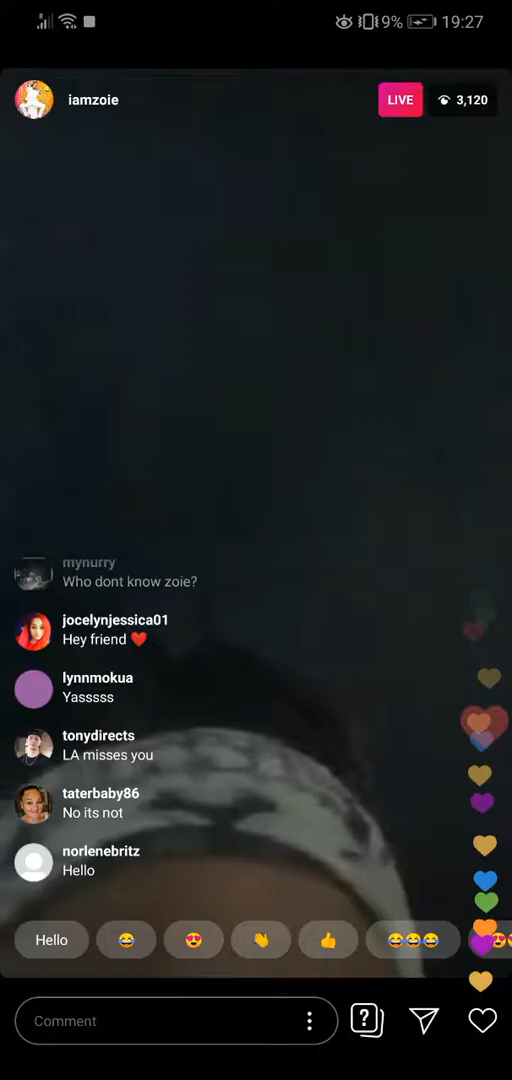 9% 19:27
iamzoie LIVE 3,120
mynurry
Who dont know zoie?
jocelynjessica01
Hey friend ❤️
lynnmokua
Yasssss
tonydirects
LA misses you
taterbaby86
No its not
norlenebritz
Hello
Hello 😂 😍 👏 👍 😂😂😂
Comment